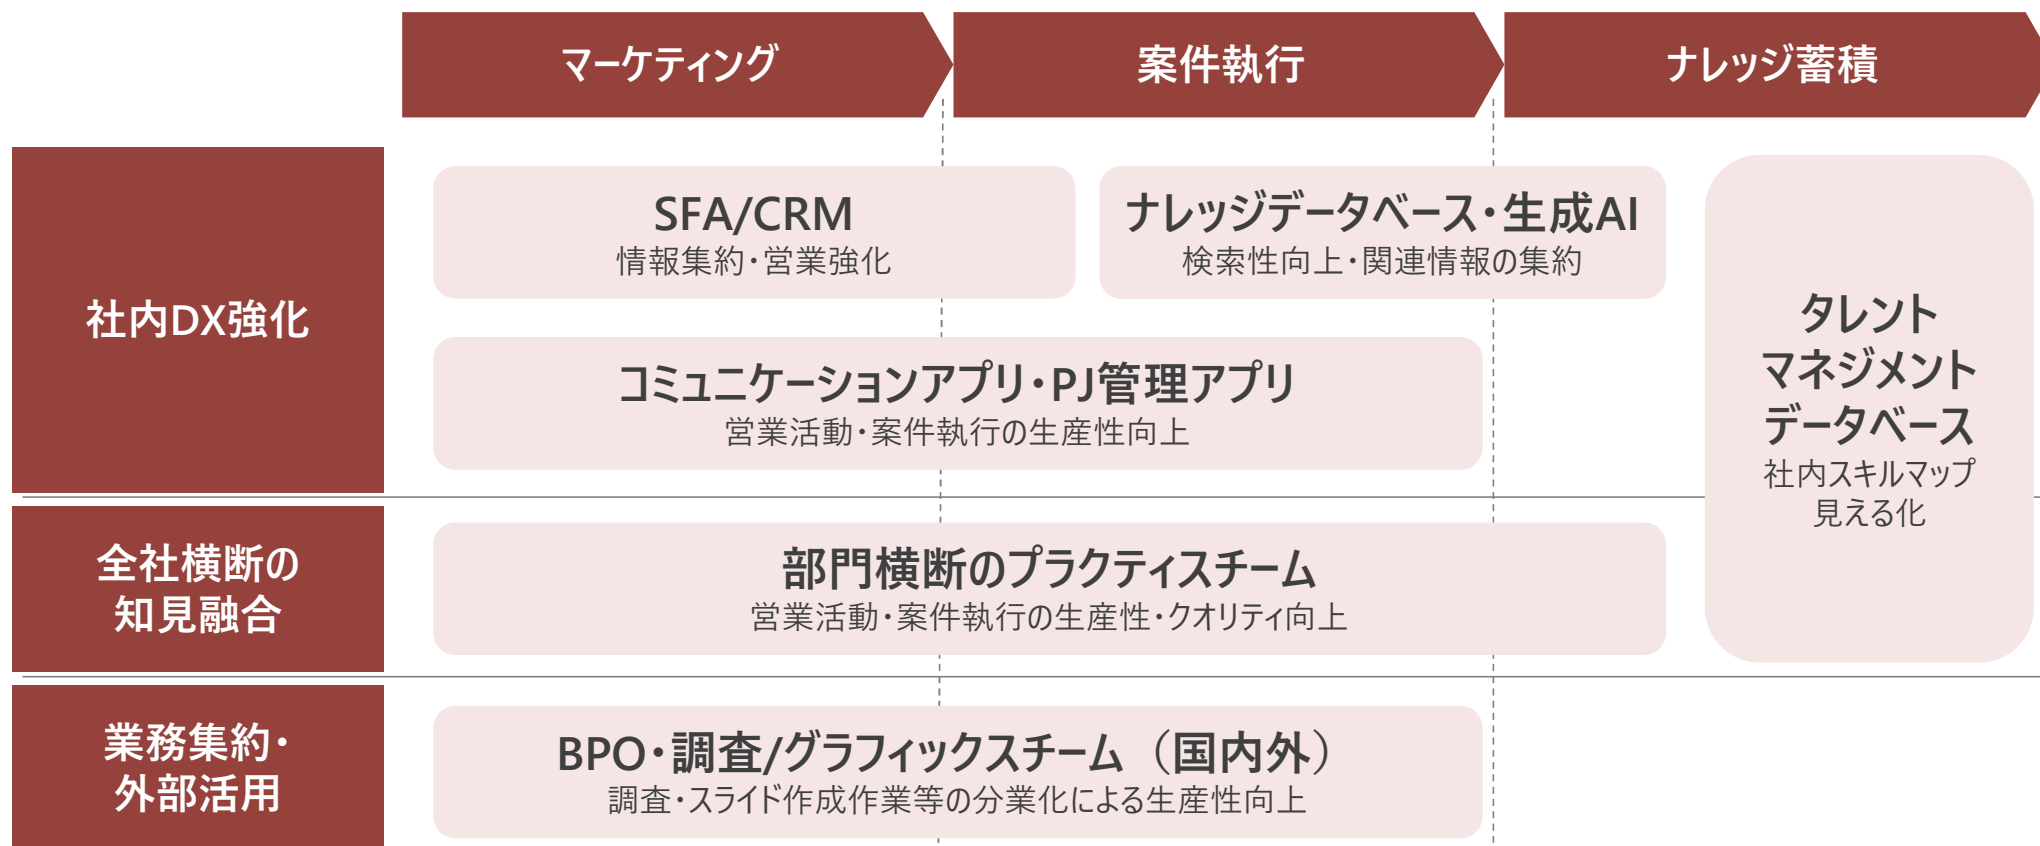 マーケティング
案件執行
ナレッジ蓄積
社内DX強化
SFA/CRM
情報集約・営業強化
ナレッジデータベース・生成AI
検索性向上・関連情報の集約
コミュニケーションアプリ・PJ管理アプリ
営業活動・案件執行の生産性向上
タレント
マネジメント
データベース
社内スキルマップ
見える化
全社横断の
知見融合
部門横断のプラクティスチーム
営業活動・案件執行の生産性・クオリティ向上
業務集約・
外部活用
BPO・調査/グラフィックスチーム（国内外）
調査・スライド作成作業等の分業化による生産性向上